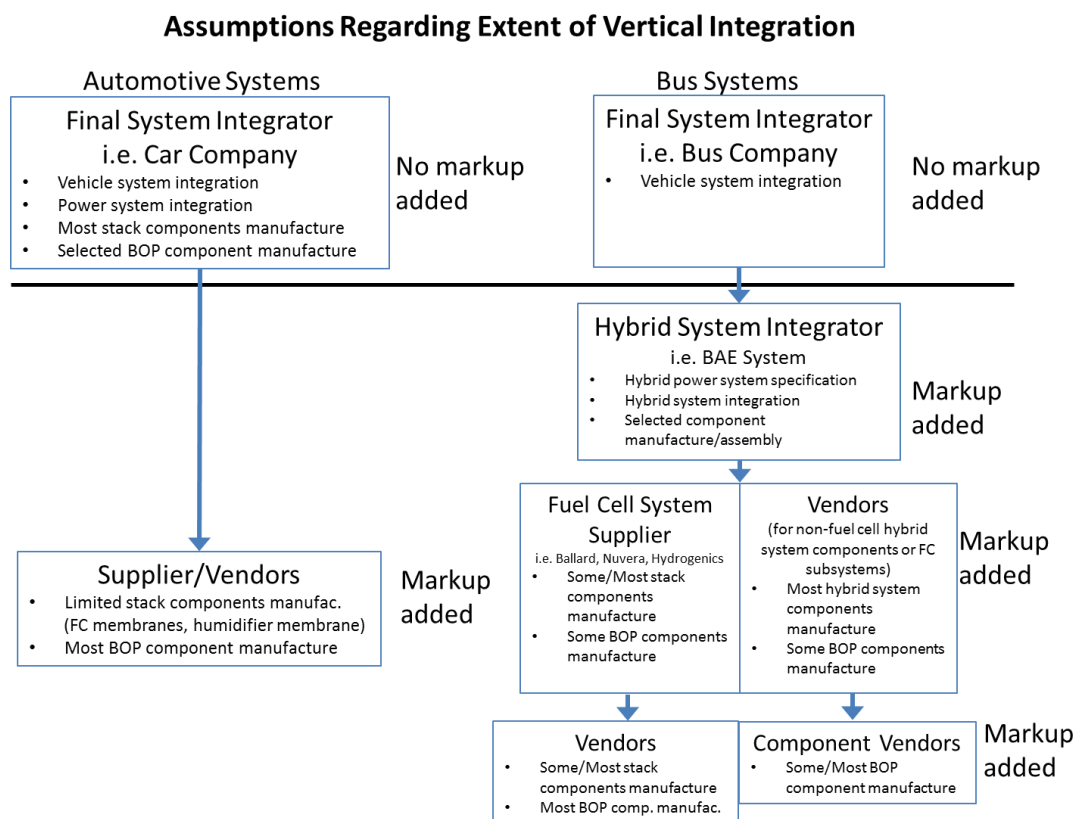 Assumptions Regarding Extent of Vertical Integration
Automotive Systems
Final System Integrator
i.e. Car Company
• Vehicle system integration
• Power system integration
• Most stack components manufacture
• Selected BOP component manufacture
No markup
added
Bus Systems
Final System Integrator
i.e. Bus Company
• Vehicle system integration
No markup
added
Hybrid System Integrator
i.e. BAE System
• Hybrid power system specification
• Hybrid system integration
• Selected component
manufacture/assembly
Markup
added
Supplier/Vendors
• Limited stack components manufac.
(FC membranes, humidifier membrane)
• Most BOP component manufacture
Markup
added
Fuel Cell System
Supplier
i.e. Ballard, Nuvera, Hydrogenics
• Some/Most stack
components
manufacture
• Some BOP components
manufacture
Vendors
(for non-fuel cell hybrid
system components or FC
subsystems)
• Most hybrid system
components
manufacture
• Some BOP components
manufacture
Markup
added
Vendors
• Some/Most stack
components manufacture
• Most BOP comp. manufac.
Component Vendors
• Some/Most BOP
component manufacture
Markup
added